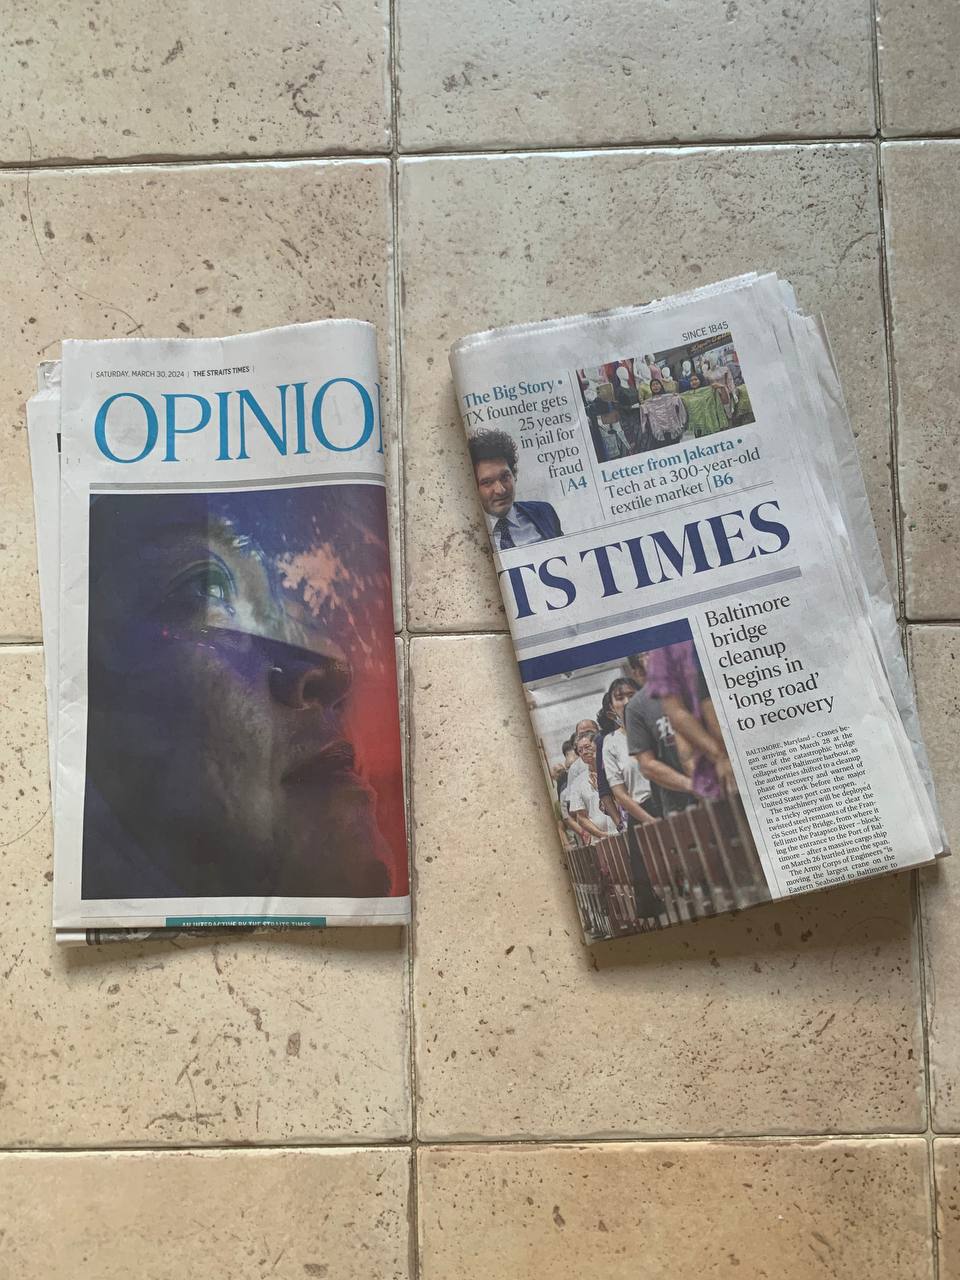 | SATURDAY, MARCH 30, 2024 | THE STRAITS TIMES |
OPINIO
AN INTERACTIVE BY THE STRAITS TIMES
SINCE 1845
The Big Story •
TX founder gets
25 years
in jail for
crypto
fraud
| A4
Letter from Jakarta •
Tech at a 300-year-old
textile market | B6
TS TIMES
Baltimore
bridge
cleanup
begins in
‘long road’
to recovery
BALTIMORE, Maryland – Cranes be-
gan arriving on March 28 at the
scene of the catastrophic bridge
collapse over Baltimore harbour, as
the authorities shifted to a cleanup
phase of recovery and warned of
extensive work before the major
United States port can reopen.
The machinery will be deployed
in a tricky operation to clear the
twisted steel remnants of the Fran-
cis Scott Key Bridge, from where it
fell into the Patapsco River – block-
ing the entrance to the Port of Bal-
timore – after a massive cargo ship
on March 26 hurtled into the span.
The Army Corps of Engineers “is
moving the largest crane on the
Eastern Seaboard to Baltimore to